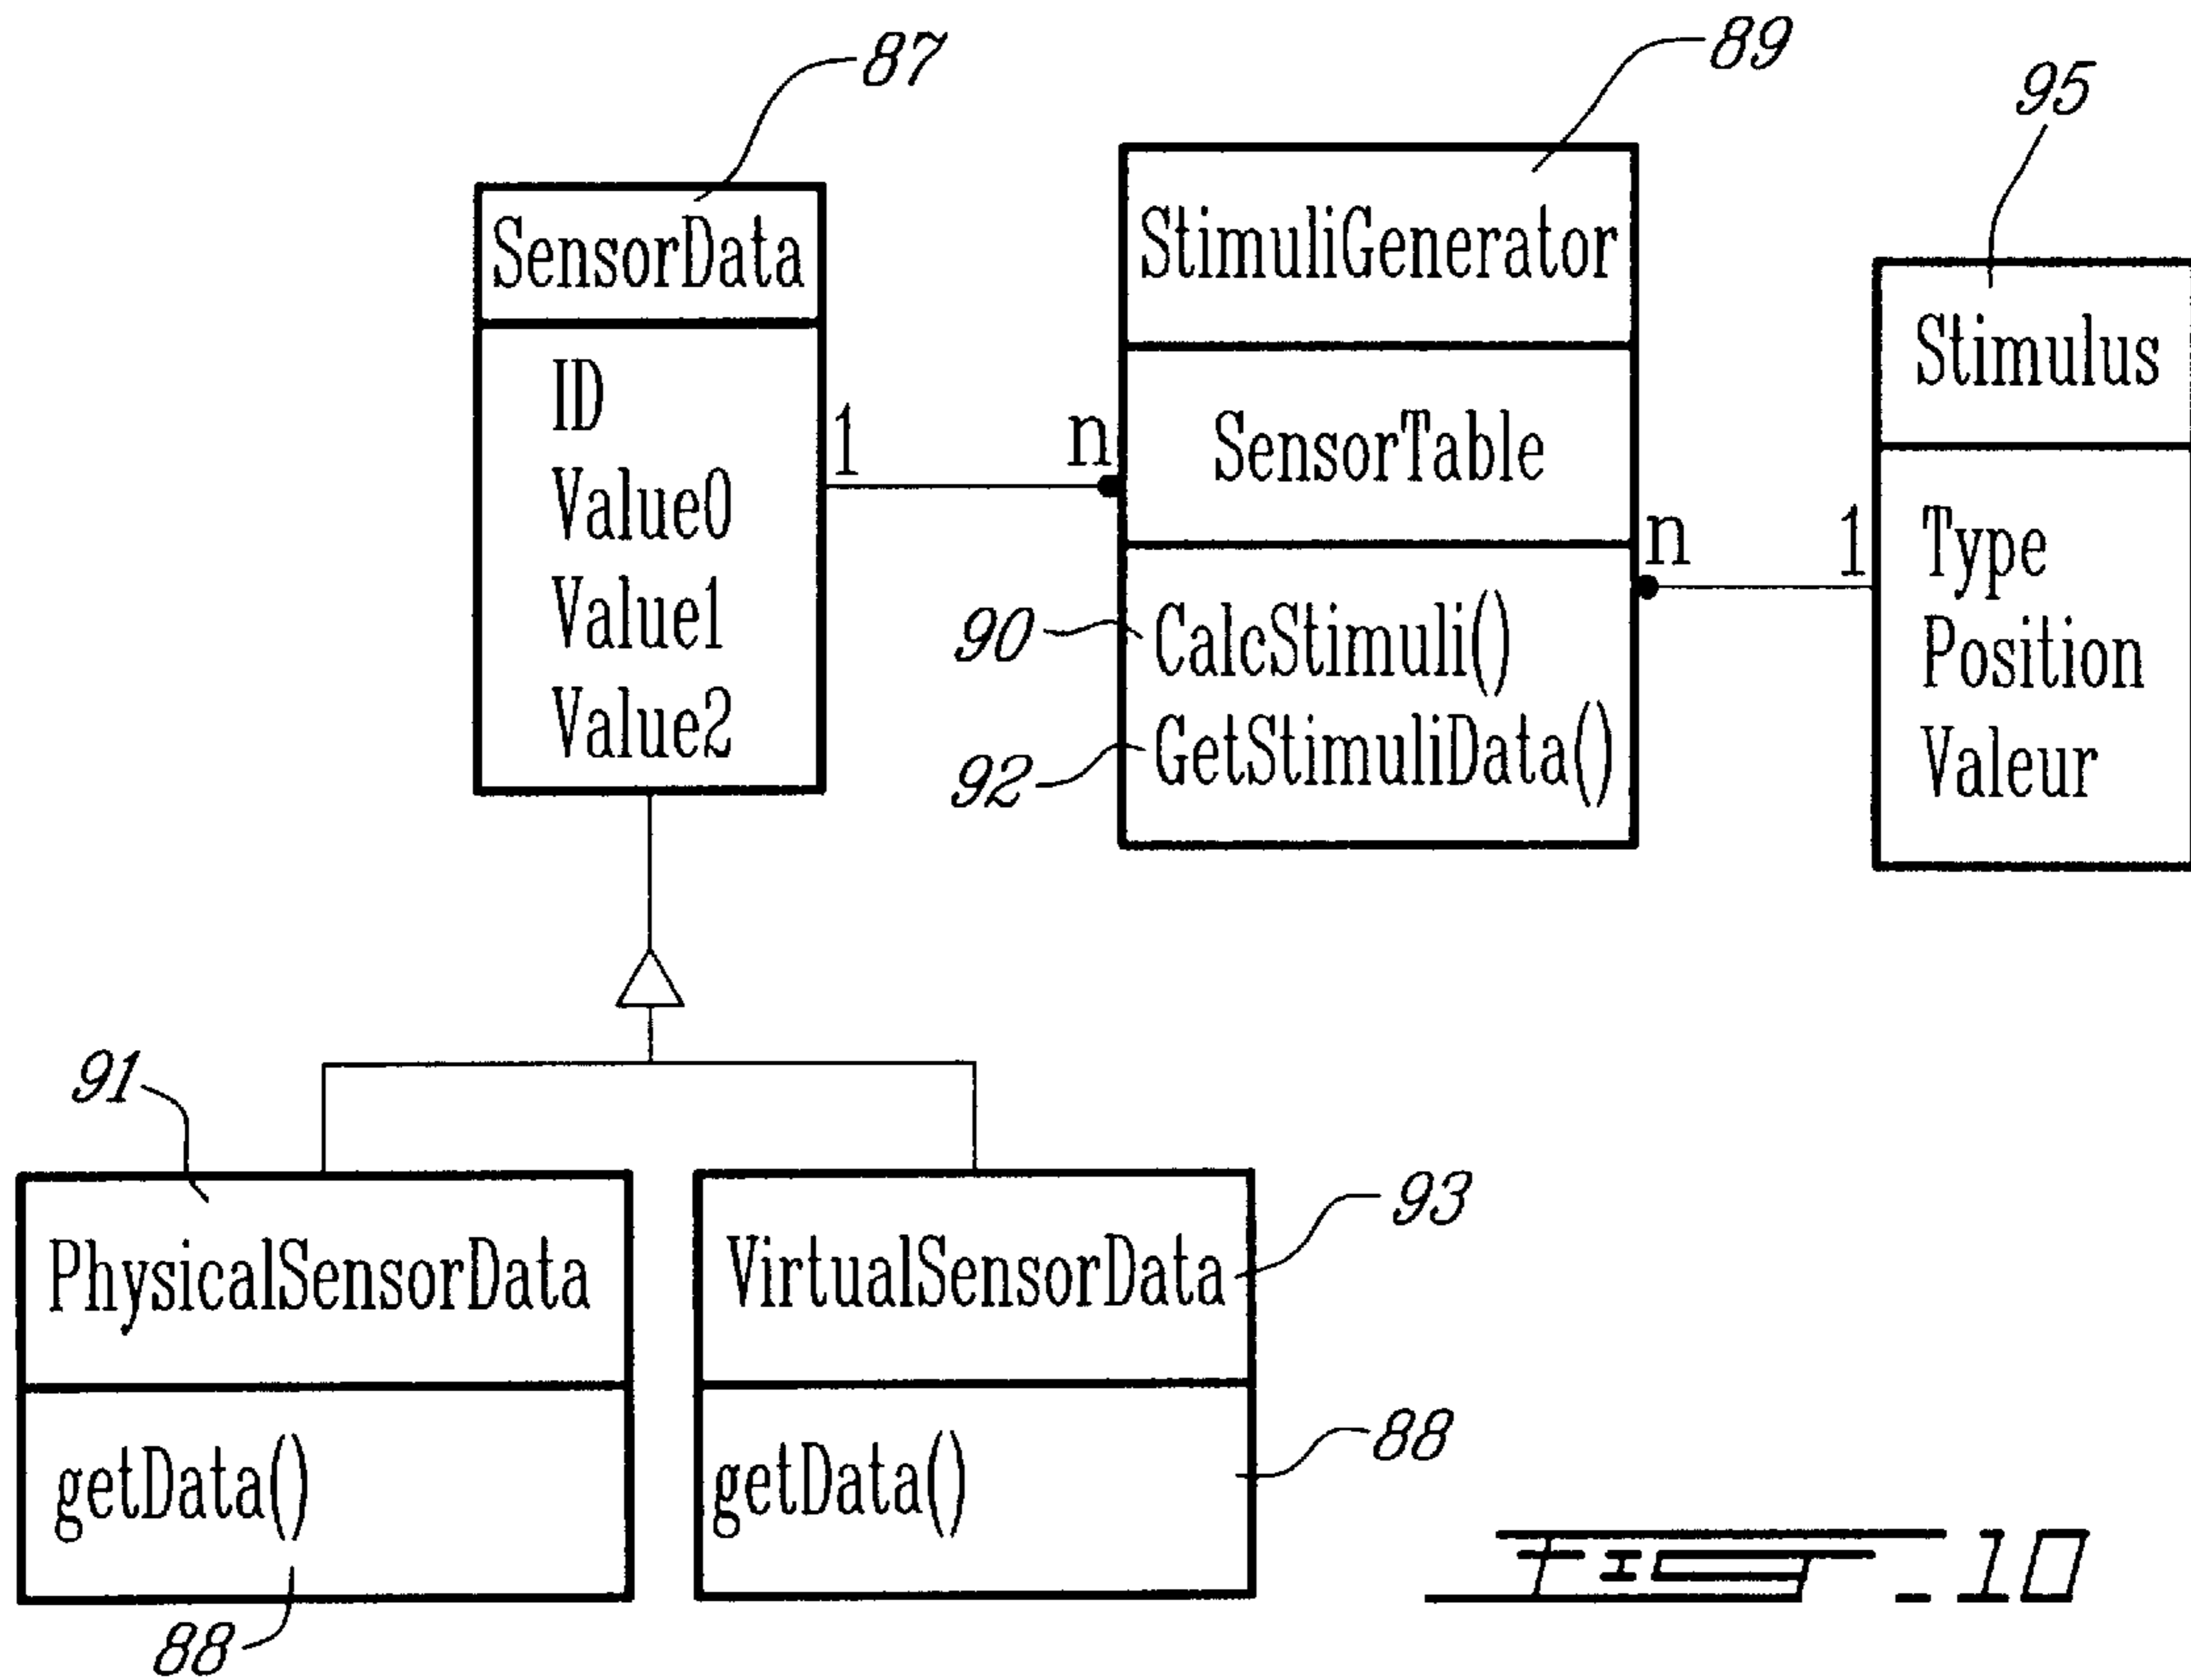 87
89
95
SensorData
ID
Value0
Value1
Value2
1
n
StimuliGenerator
SensorTable
90
CalcStimuli()
92
GetStimuliData()
n
1
Stimulus
Type
Position
Valeur
91
PhysicalSensorData
getData()
88
VirtualSensorData
93
getData()
88
FIG-10